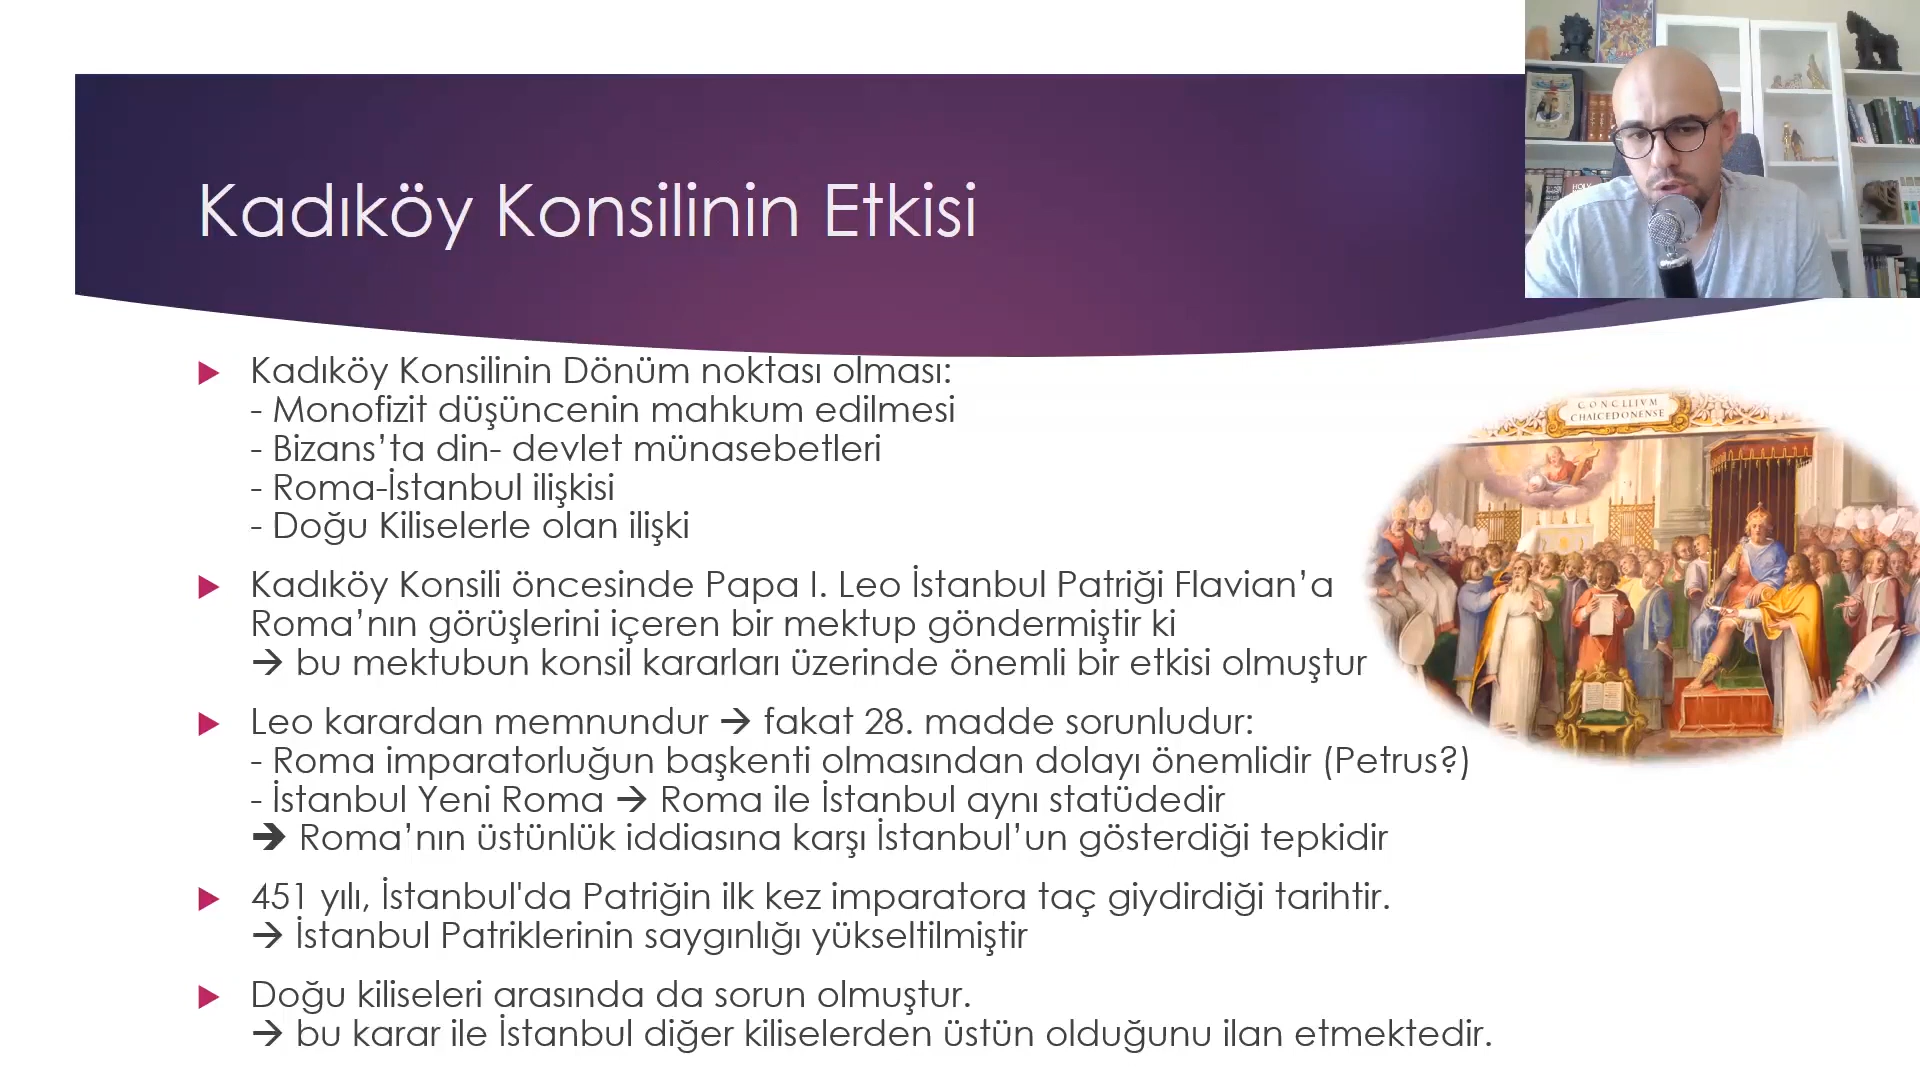 Kadıköy Konsilinin Etkisi
Kadıköy Konsilinin Dönüm noktası olması:
- Monofizit düşüncenin mahkum edilmesi
- Bizans’ta din- devlet münasebetleri
- Roma-İstanbul ilişkisi
- Doğu Kiliselerle olan ilişki
Kadıköy Konsili öncesinde Papa I. Leo İstanbul Patriği Flavian’a
Roma’nın görüşlerini içeren bir mektup göndermiştir ki
→ bu mektubun konsil kararları üzerinde önemli bir etkisi olmuştur
Leo karardan memnundur → fakat 28. madde sorunludur:
- Roma imparatorluğun başkenti olmasından dolayı önemlidir (Petrus?)
- İstanbul Yeni Roma → Roma ile İstanbul aynı statüdedir
→ Roma’nın üstünlük iddiasına karşı İstanbul’un gösterdiği tepkidir
451 yılı, İstanbul'da Patriğin ilk kez imparatora taç giydirdiği tarihtir.
→ İstanbul Patriklerinin saygınlığı yükseltilmiştir
Doğu kiliseleri arasında da sorun olmuştur.
→ bu karar ile İstanbul diğer kiliselerden üstün olduğunu ilan etmektedir.
CONCILIVM
CHALCEDONENSE
HOLY